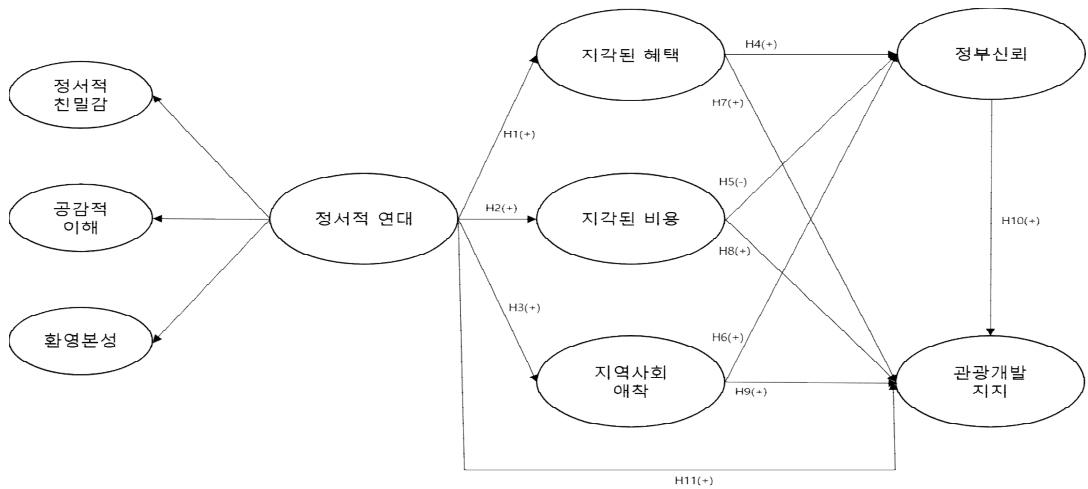 정서적
친밀감
공감적
이해
환영본성
정서적 연대
H1(+)
H2(+)
H3(+)
지각된 혜택
지각된 비용
지역사회
애착
H4(+)
H7(+)
H5(-)
H8(+)
H6(+)
H9(+)
정부신뢰
H10(+)
관광개발
지지
H11(+)